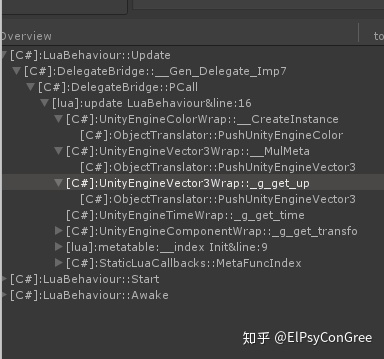 Overview to
[C#]:LuaBehaviour::Update
[C#]:DelegateBridge::__Gen_Delegate_Imp7
[C#]:DelegateBridge::PCall
[lua]:update LuaBehaviour&line:16
[C#]:UnityEngineColorWrap::__CreateInstance
[C#]:ObjectTranslator::PushUnityEngineColor
[C#]:UnityEngineVector3Wrap::__MulMeta
[C#]:ObjectTranslator::PushUnityEngineVector3
[C#]:UnityEngineVector3Wrap::_g_get_up
[C#]:ObjectTranslator::PushUnityEngineVector3
[C#]:UnityEngineTimeWrap::_g_get_time
[C#]:UnityEngineComponentWrap::_g_get_transfo
[lua]:metatable:__index Init&line:9
[C#]:StaticLuaCallbacks::MetaFuncIndex
[C#]:LuaBehaviour::Start
[C#]:LuaBehaviour::Awake
知乎 @ElPsyConGree